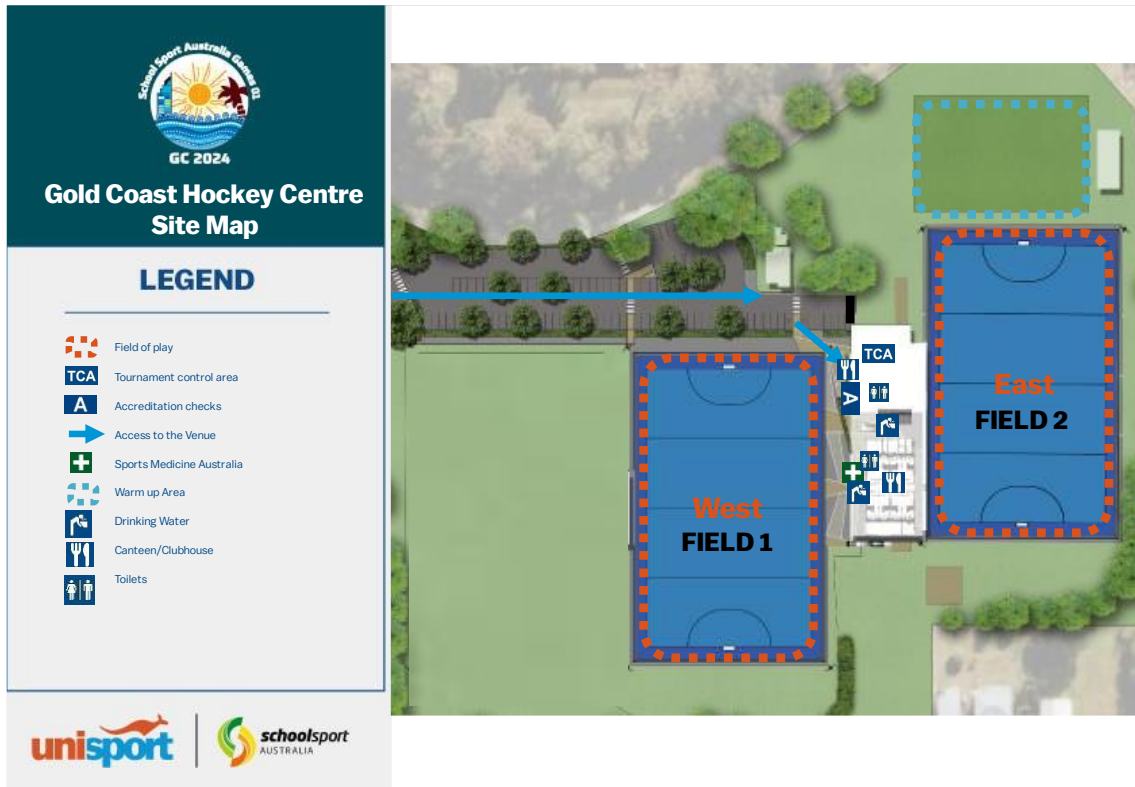 School Sport Australia Games 01
GC 2024
Gold Coast Hockey Centre
Site Map
LEGEND
Field of play
TCA
Tournament control area
A
Accreditation checks
Access to the Venue
Sports Medicine Australia
Warm up Area
Drinking Water
Canteen/Clubhouse
Toilets
unisport
schoolsport
AUSTRALIA
TCA
A
East
FIELD 2
West
FIELD 1